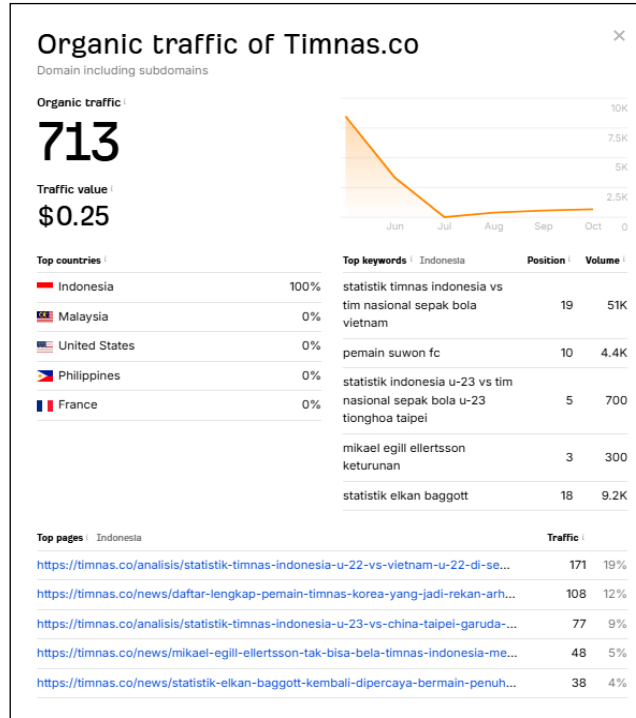 Organic traffic of Timnas.co
Domain including subdomains
Organic traffic
713
Traffic value
$0.25
10K
7.5K
5K
2.5K
0
Jun Jul Aug Sep Oct
Top countries
Indonesia 100%
Malaysia 0%
United States 0%
Philippines 0%
France 0%
Top keywords Indonesia Position Volume
statistik timnas indonesia vs
tim nasional sepak bola
vietnam
19 51K
pemain suwon fc 10 4.4K
statistik indonesia u-23 vs tim
nasional sepak bola u-23
tionghoa taipei
5 700
mikael egill ellertsson
keturunan
3 300
statistik elkan baggott 18 9.2K
Top pages Indonesia Traffic
https://timnas.co/analisis/statistik-timnas-indonesia-u-22-vs-vietnam-u-22-di-se... 171 19%
https://timnas.co/news/daftar-lengkap-pemain-timnas-korea-yang-jadi-rekan-arh... 108 12%
https://timnas.co/analisis/statistik-timnas-indonesia-u-23-vs-china-taipei-garuda-... 77 9%
https://timnas.co/news/mikael-egill-ellertsson-tak-bisa-bela-timnas-indonesia-me... 48 5%
https://timnas.co/news/statistik-elkan-baggott-kembali-dipercaya-bermain-penuh... 38 4%